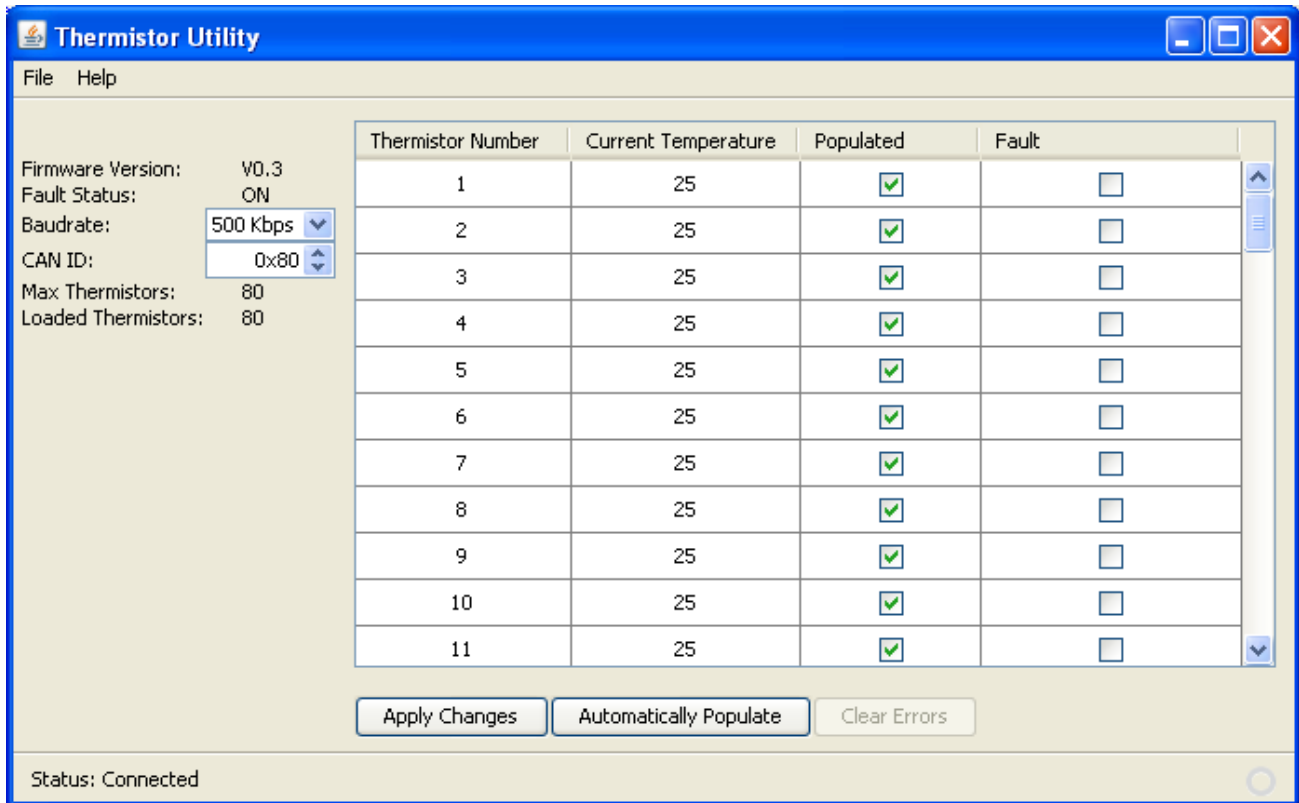 Thermistor Utility
File Help
Firmware Version: V0.3
Fault Status: ON
Baudrate: 500 Kbps
CAN ID: 0x80
Max Thermistors: 80
Loaded Thermistors: 80
Thermistor Number Current Temperature Populated Fault
1 25
2 25
3 25
4 25
5 25
6 25
7 25
8 25
9 25
10 25
11 25
Apply Changes Automatically Populate Clear Errors
Status: Connected